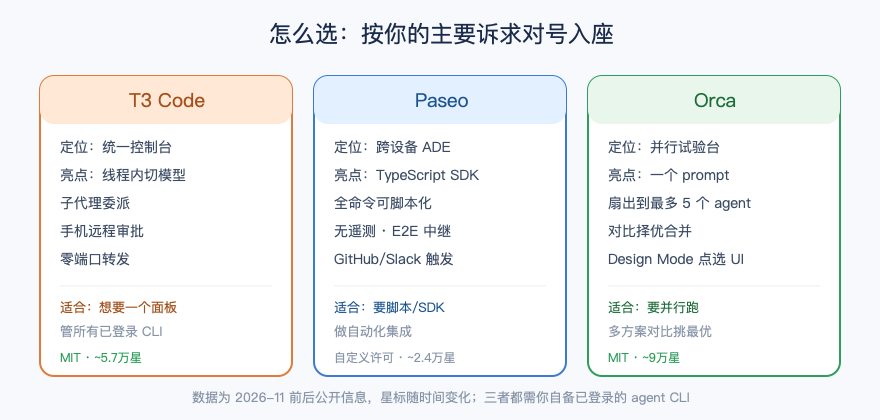 怎么选：按你的主要诉求对号入座
T3 Code
定位：统一控制台
亮点：线程内切模型
子代理委派
手机远程审批
零端口转发
适合：想要一个面板
管所有已登录 CLI
MIT · ~5.7万星
Paseo
定位：跨设备 ADE
亮点：TypeScript SDK
全命令可脚本化
无遥测 · E2E 中继
GitHub/Slack 触发
适合：要脚本/SDK
做自动化集成
自定义许可 · ~2.4万星
Orca
定位：并行试验台
亮点：一个 prompt
扇出到最多 5 个 agent
对比择优合并
Design Mode 点选 UI
适合：要并行跑
多方案对比挑最优
MIT · ~9万星
数据为 2026-11 前后公开信息，星标随时间变化；三者都需你自备已登录的 agent CLI